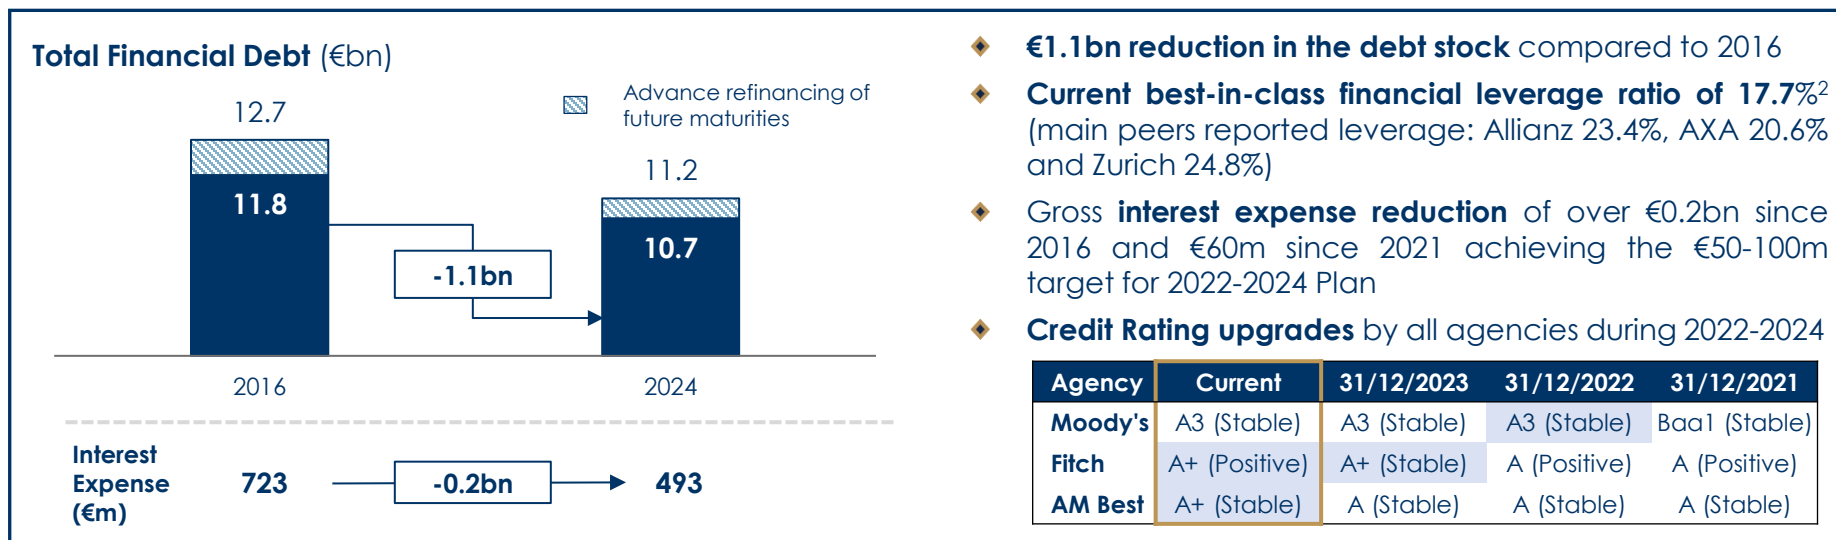 Total Financial Debt (€bn)
12.7
Advance refinancing of
future maturities
11.2
11.8
10.7
-1.1bn
2016
2024
Interest
Expense
(€m)
723
-0.2bn
493
€1.1bn reduction in the debt stock compared to 2016
Current best-in-class financial leverage ratio of 17.7%²
(main peers reported leverage: Allianz 23.4%, AXA 20.6%
and Zurich 24.8%)
Gross interest expense reduction of over €0.2bn since
2016 and €60m since 2021 achieving the €50-100m
target for 2022-2024 Plan
Credit Rating upgrades by all agencies during 2022-2024
Agency Current 31/12/2023 31/12/2022 31/12/2021
Moody's A3 (Stable) A3 (Stable) A3 (Stable) Baa1 (Stable)
Fitch A+ (Positive) A+ (Stable) A (Positive) A (Positive)
AM Best A+ (Stable) A (Stable) A (Stable) A (Stable)